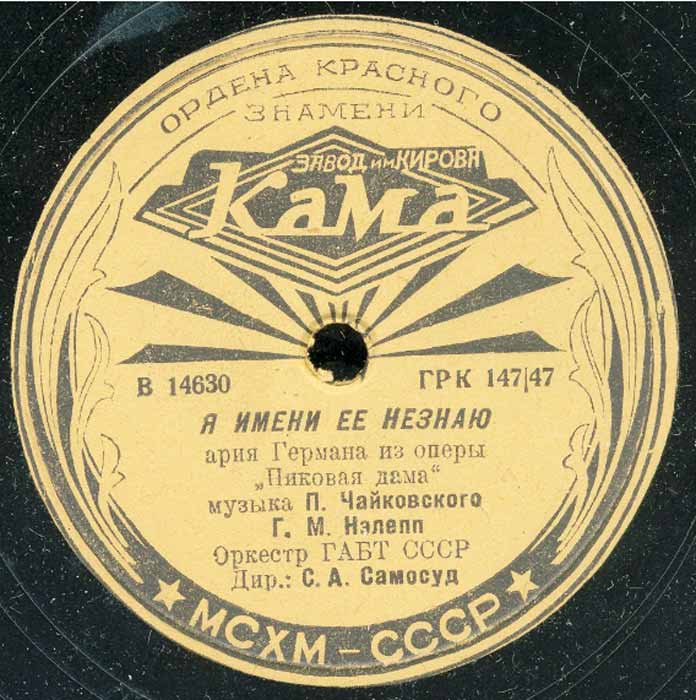 ОРДЕНА КРАСНОГО
ЗНАМЕНИ
ЗАВОД им КИРОВА
КаМа
В 14630
ГРК 147/47
Я ИМЕНИ ЕЕ НЕЗНАЮ
ария Германа из оперы
„Пиковая дама“
музыка П. Чайковского
Г. М. Нэлепп
Оркестр ГАБТ СССР
Дир.: С. А. Самосуд
МСХМ – СССР